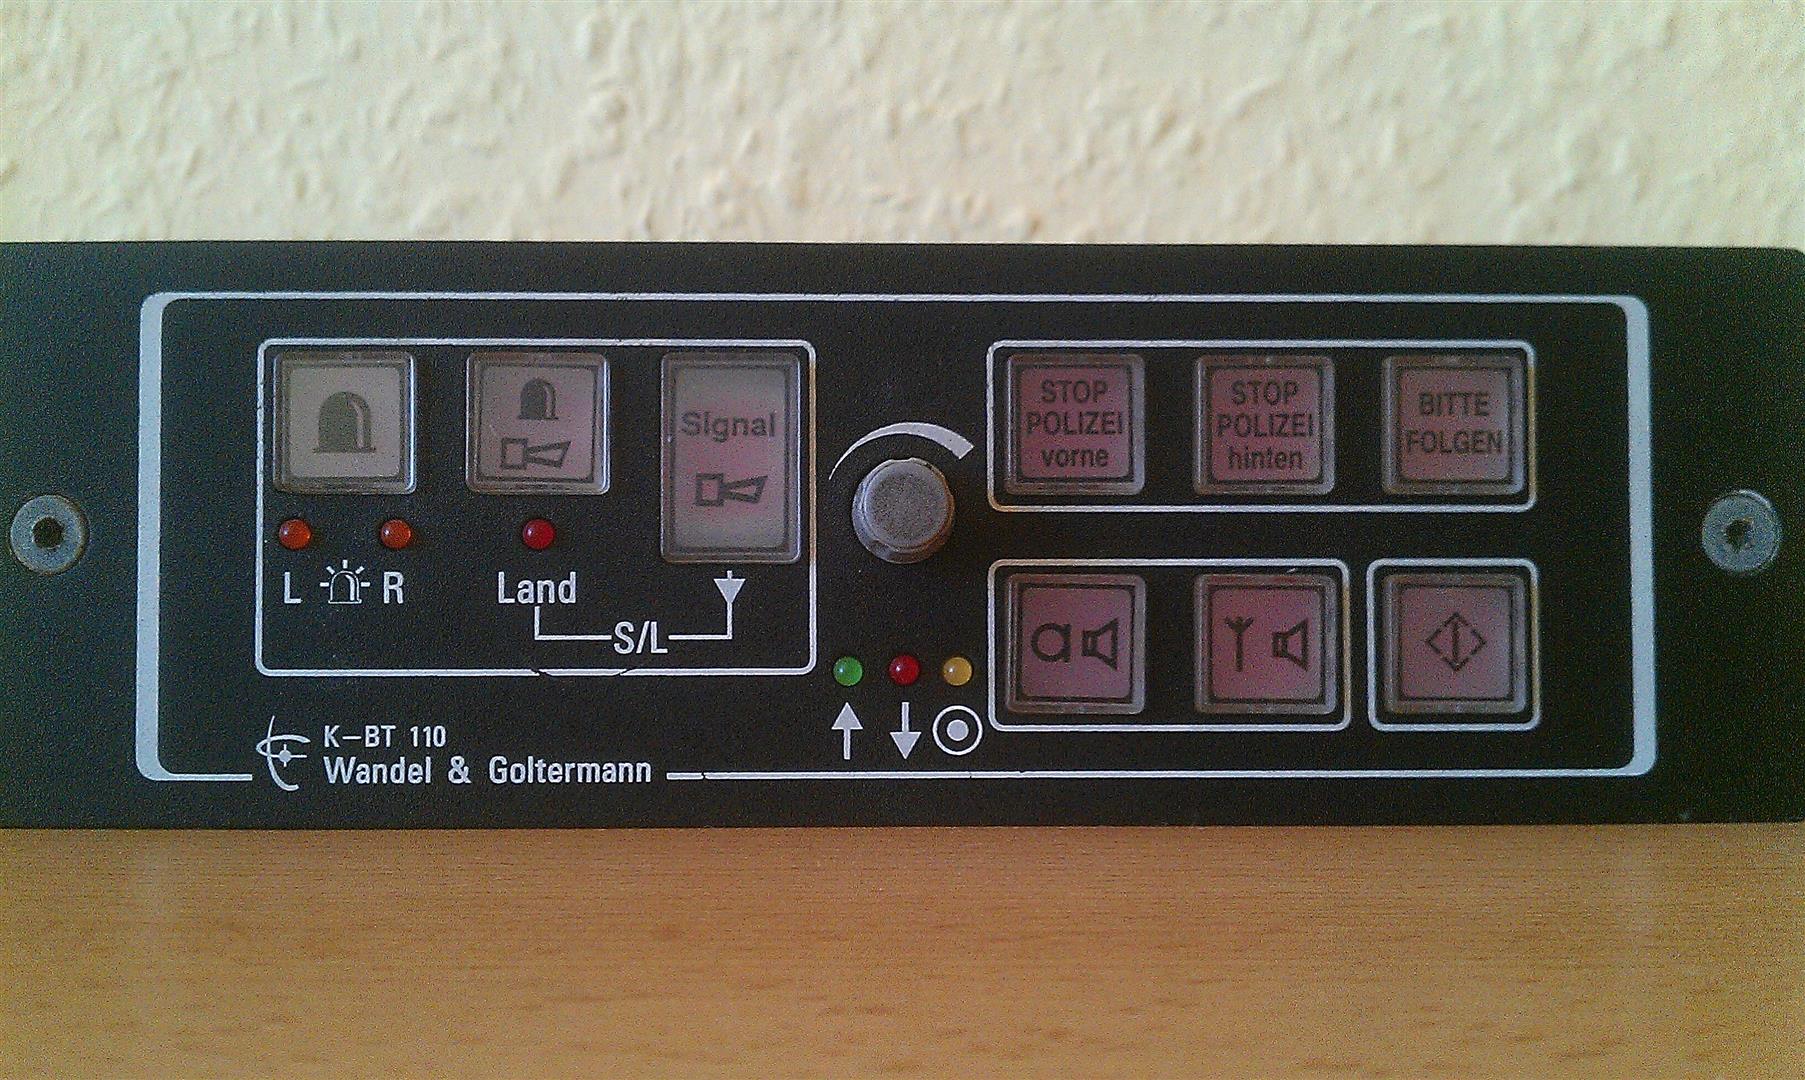 Signal
L R
Land
S/L
STOP
POLIZEI
vorne
STOP
POLIZEI
hinten
BITTE
FOLGEN
K-BT 110
Wandel & Goltermann